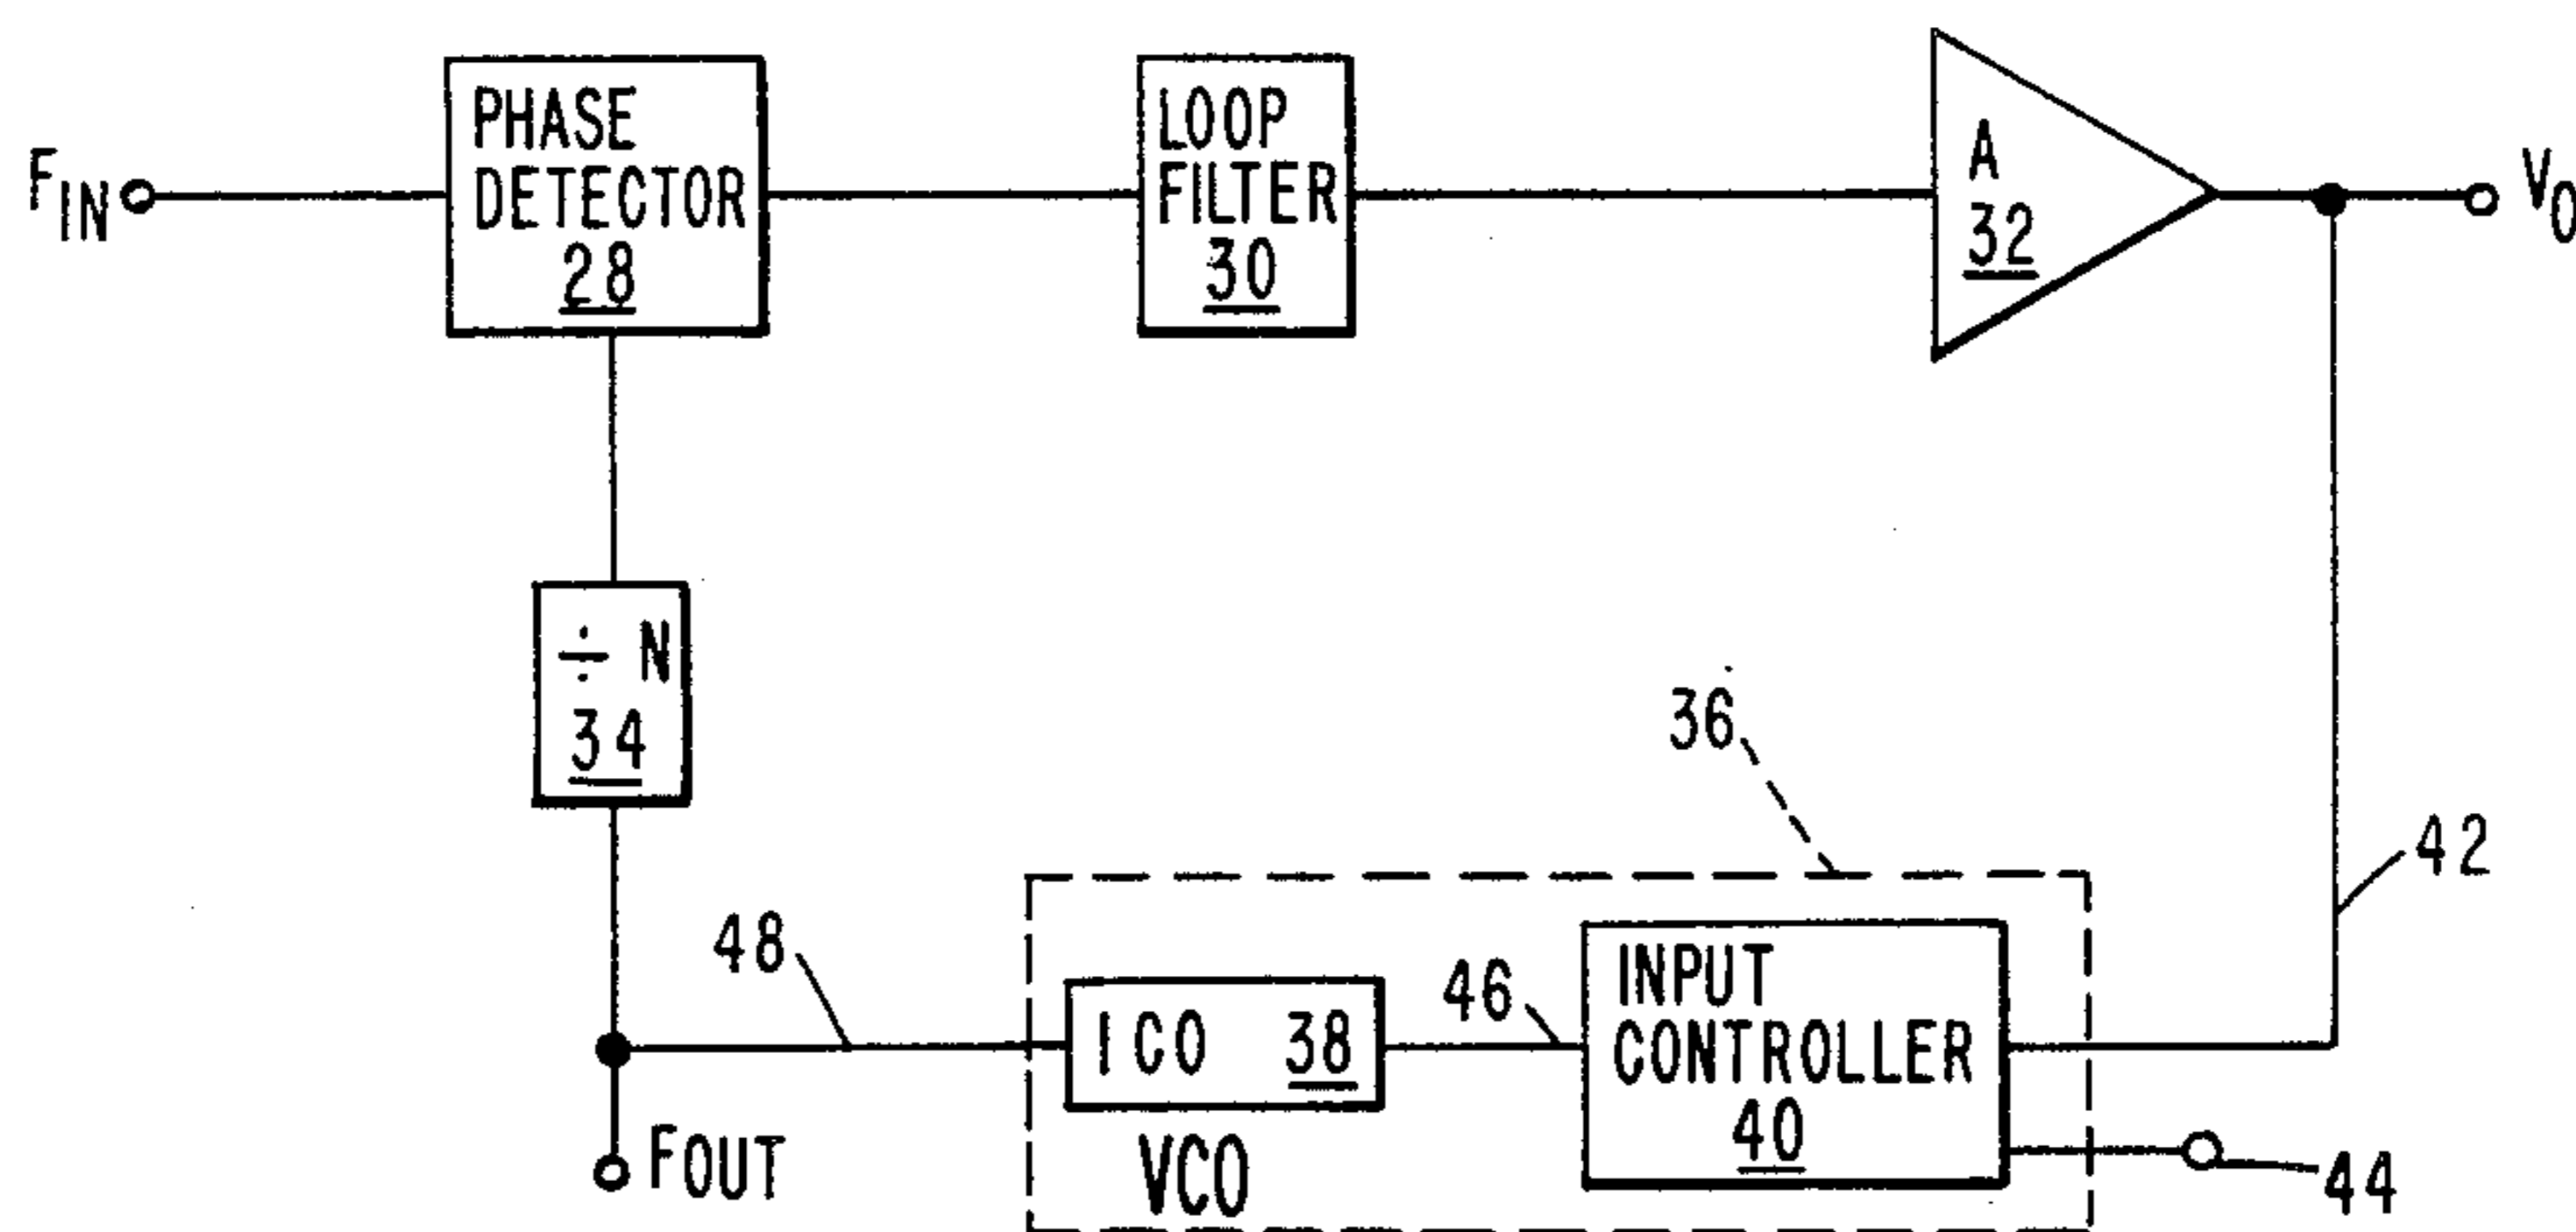 PHASE
DETECTOR
28
LOOP
FILTER
30
A
32
FIN
VO
÷ N
34
36
42
48
ICO 38
46
INPUT
CONTROLLER
40
VCO
FOUT
44